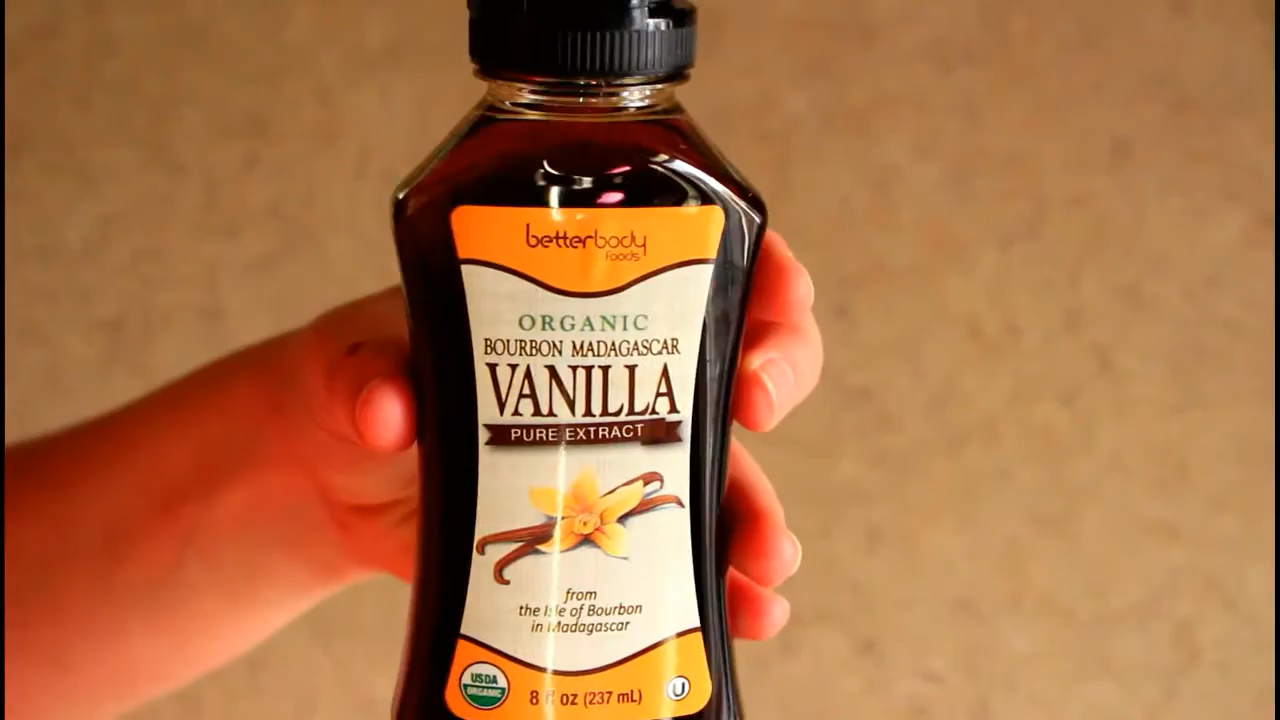 betterbody
Foods
ORGANIC
BOURBON MADAGASCAR
VANILLA
PURE EXTRACT
from
the Isle of Bourbon
in Madagascar
USDA
ORGANIC
8 fl oz (237 mL)
U